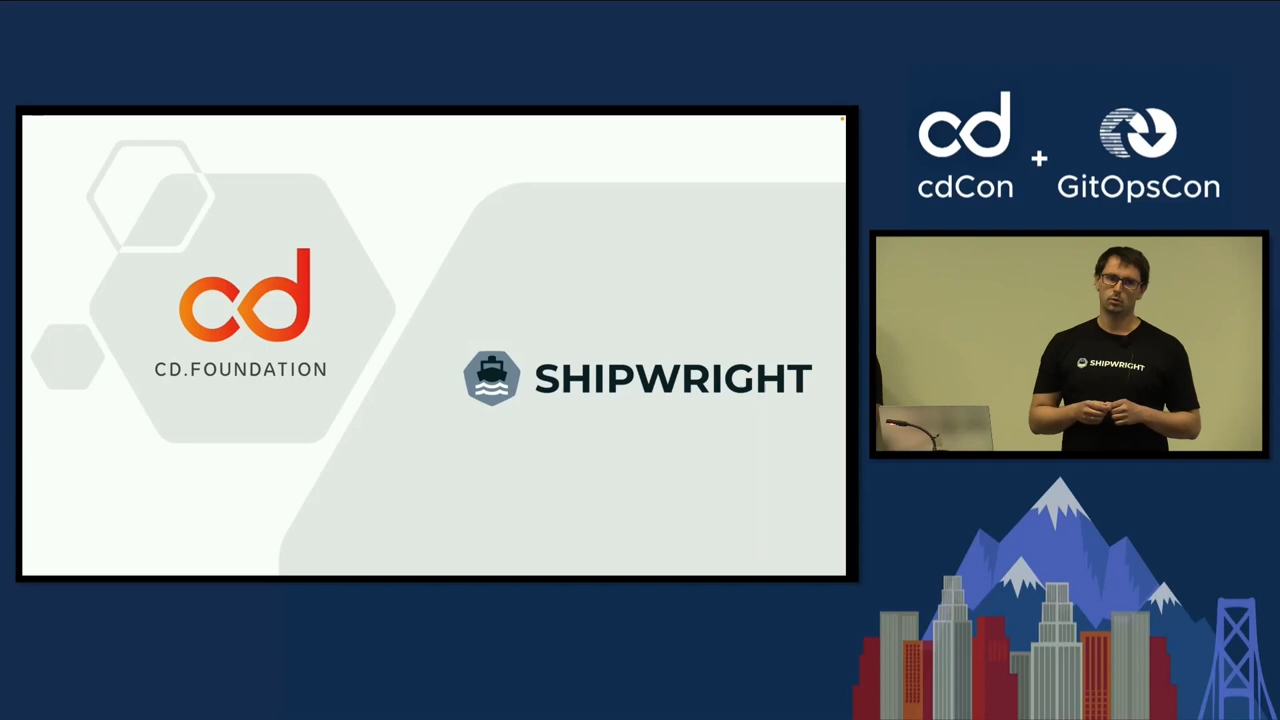 cd
CD.FOUNDATION
SHIPWRIGHT
cd
cdCon
+
GitOpsCon
SHIPWRIGHT